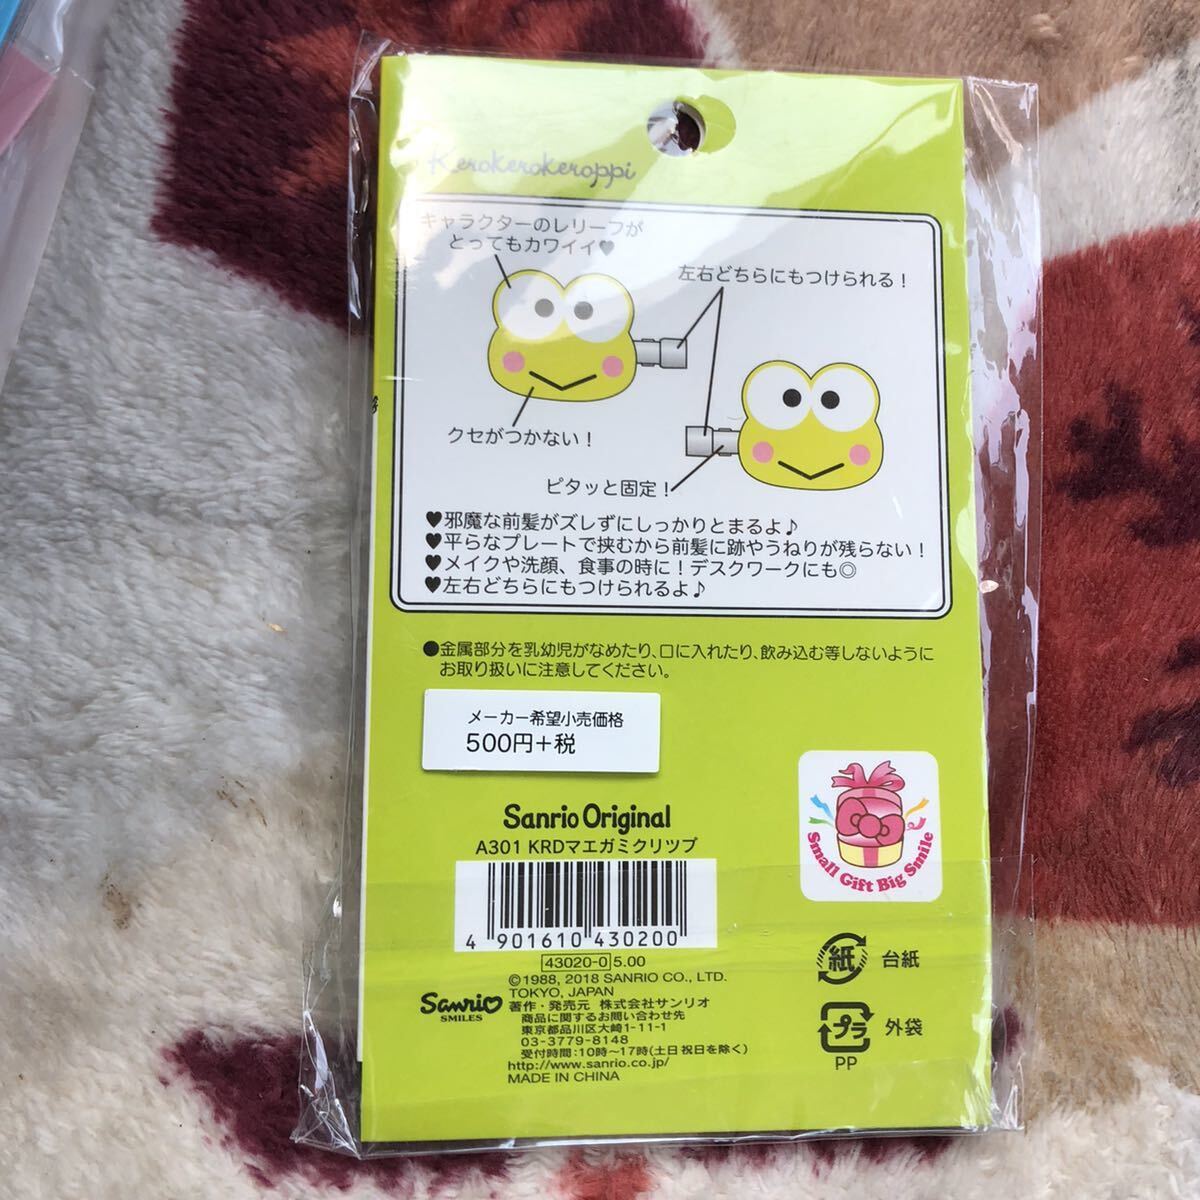 Kerokerokeroppi
キャラクターのレリーフが
とってもカワイイ♥
左右どちらにもつけられる!
クセがつかない!
ピタッと固定!
♥邪魔な前髪がズレずにしっかりとまるよ♪
♥平らなプレートで挟むから前髪に跡やうねりが残らない!
♥メイクや洗顔、食事の時に!デスクワークにも◎
♥左右どちらにもつけられるよ♪
●金属部分を乳幼児がなめたり、口に入れたり、飲み込む等しないように
お取り扱いに注意してください。
メーカー希望小売価格
500円+税
Sanrio Original
A301 KRDマエガミクリツプ
Small Gift Big Smile
4 901610 430200
43020-0 5.00
©1988, 2018 SANRIO CO., LTD.
TOKYO, JAPAN
Sanrio
SMILES
著作・発売元 株式会社サンリオ
商品に関するお問い合わせ先
東京都品川区大崎1-11-1
03-3779-8148
受付時間:10時~17時(土日祝日を除く)
http://www.sanrio.co.jp/
MADE IN CHINA
紙 台紙
プラ 外袋
PP